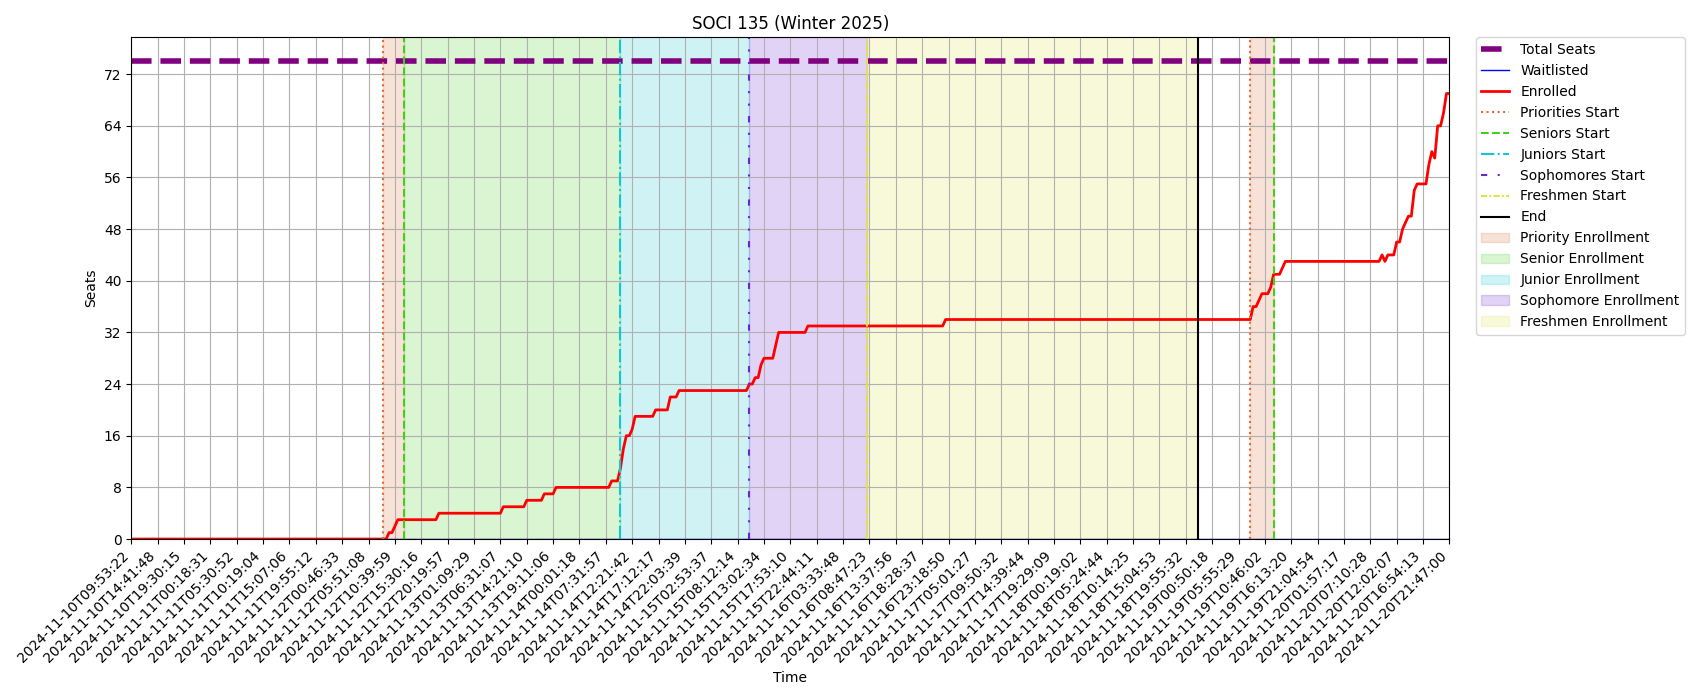 SOCI 135 (Winter 2025)
Seats
72
64
56
48
40
32
24
16
8
0
2024-11-10T09:53:22
2024-11-10T14:41:48
2024-11-10T19:30:15
2024-11-11T00:18:31
2024-11-11T05:30:52
2024-11-11T10:19:04
2024-11-11T15:07:06
2024-11-11T19:55:12
2024-11-12T00:46:33
2024-11-12T05:51:08
2024-11-12T10:39:59
2024-11-12T15:30:16
2024-11-12T20:19:57
2024-11-13T01:09:29
2024-11-13T06:31:07
2024-11-13T14:21:10
2024-11-13T19:11:06
2024-11-14T00:01:18
2024-11-14T07:31:57
2024-11-14T12:21:42
2024-11-14T17:12:17
2024-11-14T22:03:39
2024-11-15T02:53:37
2024-11-15T08:12:14
2024-11-15T13:02:34
2024-11-15T17:53:10
2024-11-15T22:44:11
2024-11-16T03:33:48
2024-11-16T08:47:23
2024-11-16T13:37:56
2024-11-16T18:28:37
2024-11-16T23:18:50
2024-11-17T05:01:27
2024-11-17T09:50:32
2024-11-17T14:39:44
2024-11-17T19:29:09
2024-11-18T00:19:02
2024-11-18T05:24:44
2024-11-18T10:14:25
2024-11-18T15:04:53
2024-11-18T19:55:32
2024-11-19T00:50:18
2024-11-19T05:55:29
2024-11-19T10:46:02
2024-11-19T16:13:20
2024-11-19T21:04:54
2024-11-20T01:57:17
2024-11-20T07:10:28
2024-11-20T12:02:07
2024-11-20T16:54:13
2024-11-20T21:47:00
Time
Total Seats
Waitlisted
Enrolled
Priorities Start
Seniors Start
Juniors Start
Sophomores Start
Freshmen Start
End
Priority Enrollment
Senior Enrollment
Junior Enrollment
Sophomore Enrollment
Freshmen Enrollment